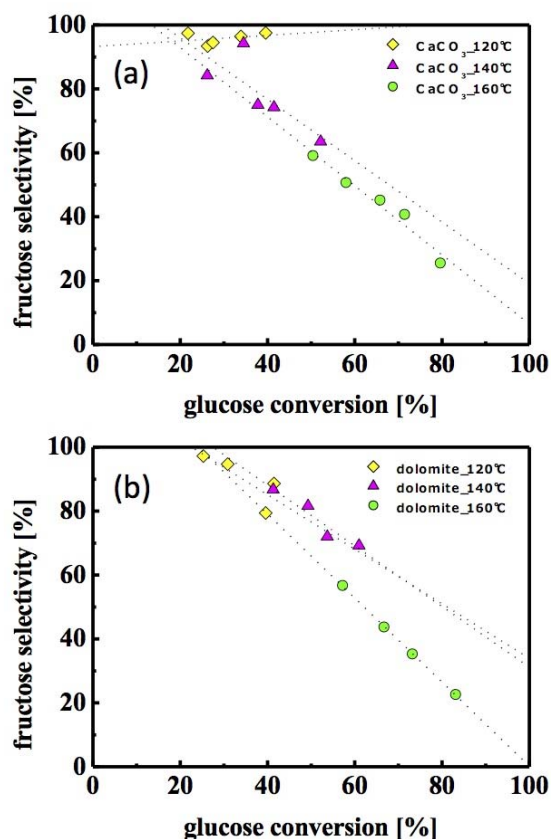 100
(a)
CaCO₃_120℃
CaCO₃_140℃
CaCO₃_160℃
80
60
40
20
0
fructose selectivity [%]
0 20 40 60 80 100
glucose conversion [%]
100
(b)
dolomite_120℃
dolomite_140℃
dolomite_160℃
80
60
40
20
0
fructose selectivity [%]
0 20 40 60 80 100
glucose conversion [%]